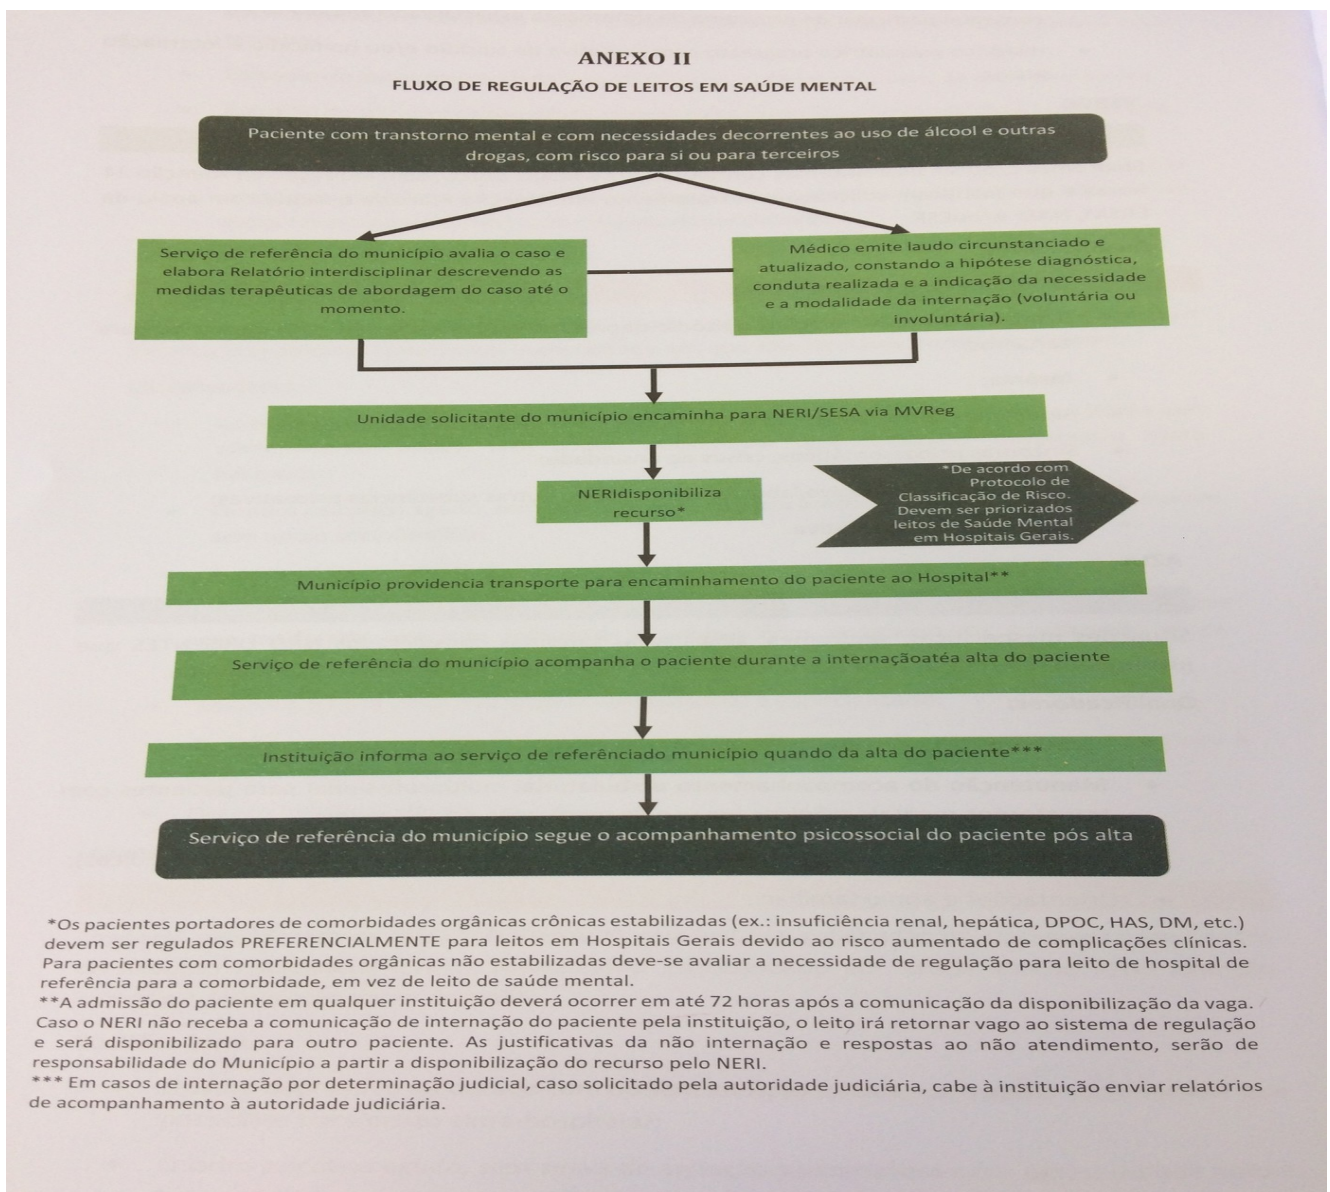 ANEXO II
FLUXO DE REGULAÇÃO DE LEITOS EM SAÚDE MENTAL
Paciente com transtorno mental e com necessidades decorrentes ao uso de álcool e outras
drogas, com risco para si ou para terceiros
Serviço de referência do município avalia o caso e
elabora Relatório interdisciplinar descrevendo as
medidas terapêuticas de abordagem do caso até o
momento.
Médico emite laudo circunstanciado e
atualizado, constando a hipótese diagnóstica,
conduta realizada e a indicação da necessidade
e a modalidade da internação (voluntária ou
involuntária).
Unidade solicitante do município encaminha para NERI/SESA via MVReg
NERIdisponibiliza
recurso*
*De acordo com
Protocolo de
Classificação de Risco.
Devem ser priorizados
leitos de Saúde Mental
em Hospitais Gerais.
Município providencia transporte para encaminhamento do paciente ao Hospital**
Serviço de referência do município acompanha o paciente durante a internaçãoatéa alta do paciente
Instituição informa ao serviço de referênciado município quando da alta do paciente***
Serviço de referência do município segue o acompanhamento psicossocial do paciente pós alta
*Os pacientes portadores de comorbidades orgânicas crônicas estabilizadas (ex.: insuficiência renal, hepática, DPOC, HAS, DM, etc.)
devem ser regulados PREFERENCIALMENTE para leitos em Hospitais Gerais devido ao risco aumentado de complicações clínicas.
Para pacientes com comorbidades orgânicas não estabilizadas deve-se avaliar a necessidade de regulação para leito de hospital de
referência para a comorbidade, em vez de leito de saúde mental.
**A admissão do paciente em qualquer instituição deverá ocorrer em até 72 horas após a comunicação da disponibilização da vaga.
Caso o NERI não receba a comunicação de internação do paciente pela instituição, o leito irá retornar vago ao sistema de regulação
e será disponibilizado para outro paciente. As justificativas da não internação e respostas ao não atendimento, serão de
responsabilidade do Município a partir a disponibilização do recurso pelo NERI.
*** Em casos de internação por determinação judicial, caso solicitado pela autoridade judiciária, cabe à instituição enviar relatórios
de acompanhamento à autoridade judiciária.